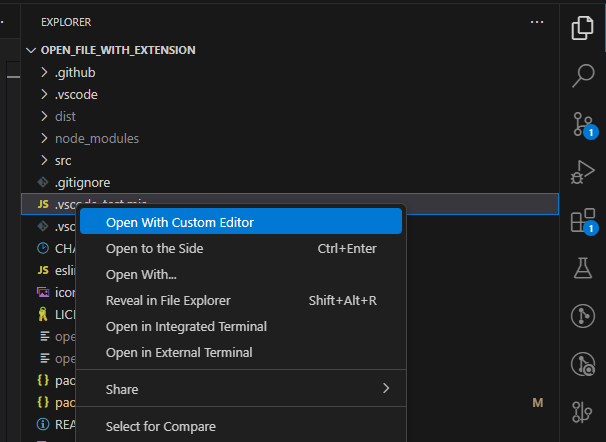 EXPLORER
OPEN_FILE_WITH_EXTENSION
.github
.vscode
dist
node_modules
src
.gitignore
JS .vscode-test.mjs
.vsc
Open With Custom Editor
CHA
Open to the Side Ctrl+Enter
JS eslin
Open With...
icon
Reveal in File Explorer Shift+Alt+R
LICE
Open in Integrated Terminal
ope
Open in External Terminal
ope
{} pac
Share
{} pac M
REA
Select for Compare
1
1